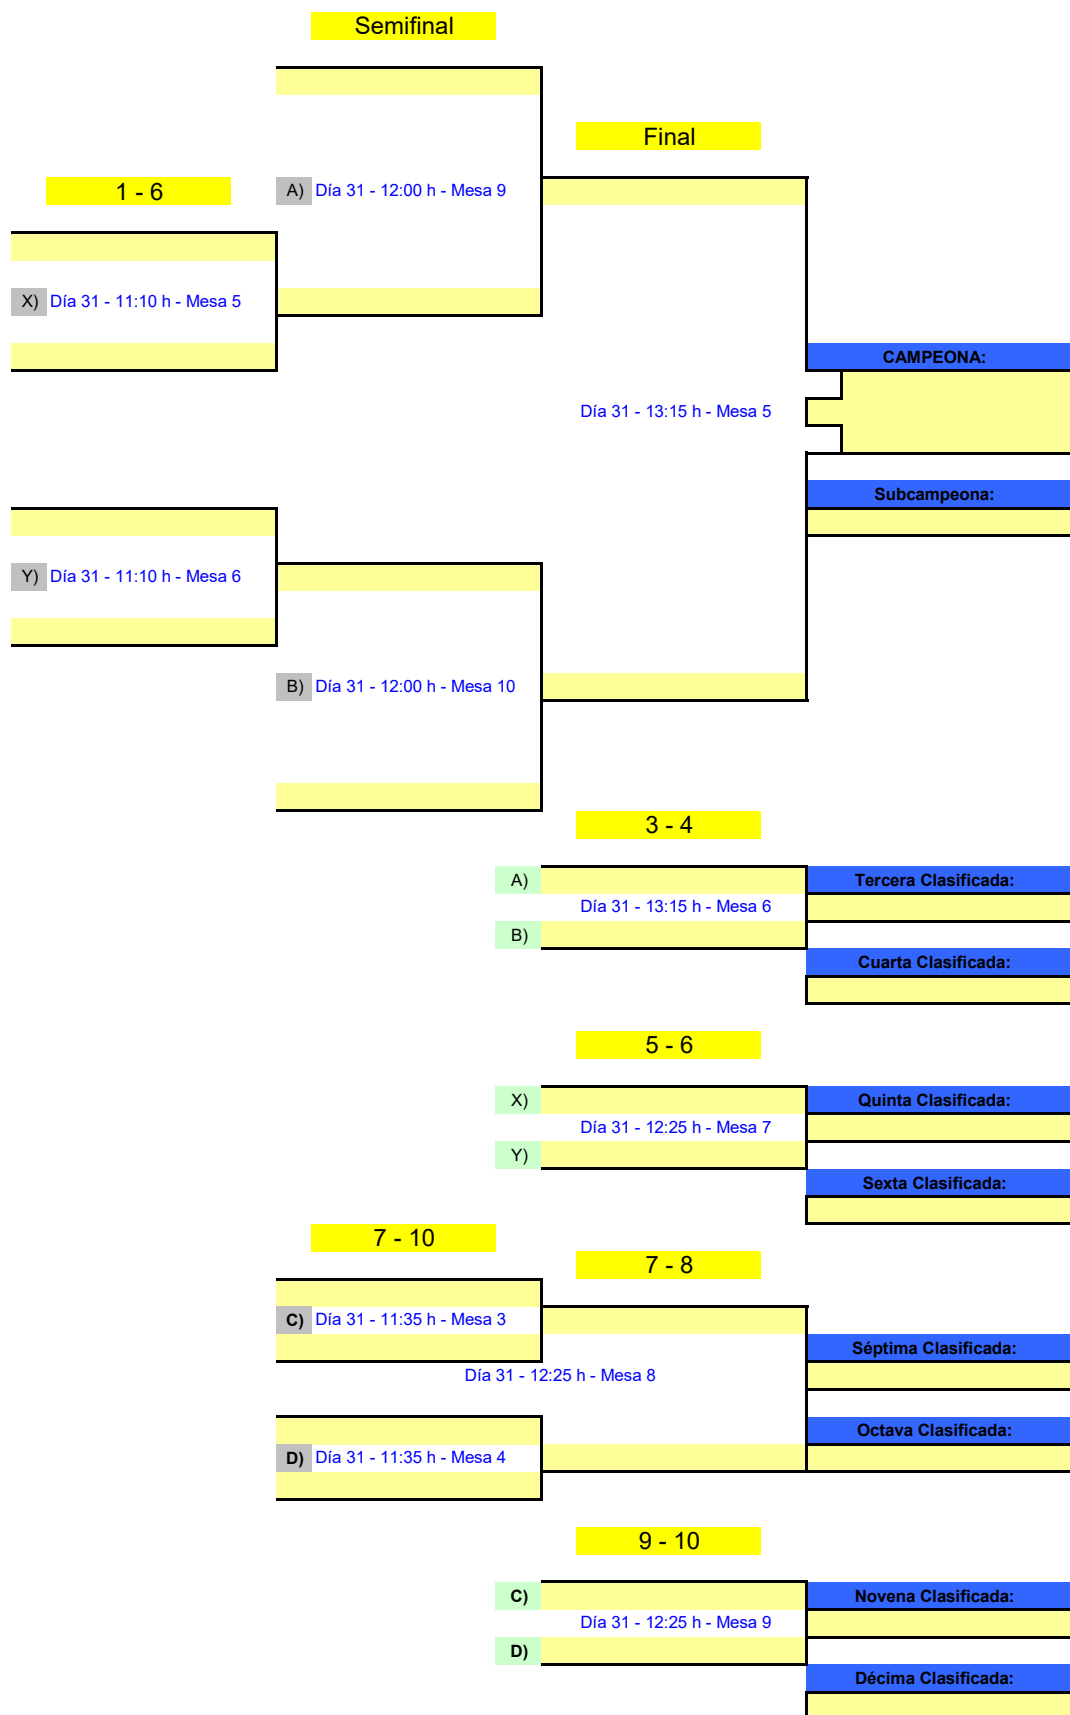 Semifinal
Final
1 - 6
A) Día 31 - 12:00 h - Mesa 9
X) Día 31 - 11:10 h - Mesa 5
CAMPEONA:
Día 31 - 13:15 h - Mesa 5
Subcampeona:
Y) Día 31 - 11:10 h - Mesa 6
B) Día 31 - 12:00 h - Mesa 10
3 - 4
A)
Tercera Clasificada:
Día 31 - 13:15 h - Mesa 6
B)
Cuarta Clasificada:
5 - 6
X)
Quinta Clasificada:
Día 31 - 12:25 h - Mesa 7
Y)
Sexta Clasificada:
7 - 10
7 - 8
C) Día 31 - 11:35 h - Mesa 3
Séptima Clasificada:
Día 31 - 12:25 h - Mesa 8
Octava Clasificada:
D) Día 31 - 11:35 h - Mesa 4
9 - 10
C)
Novena Clasificada:
Día 31 - 12:25 h - Mesa 9
D)
Décima Clasificada: